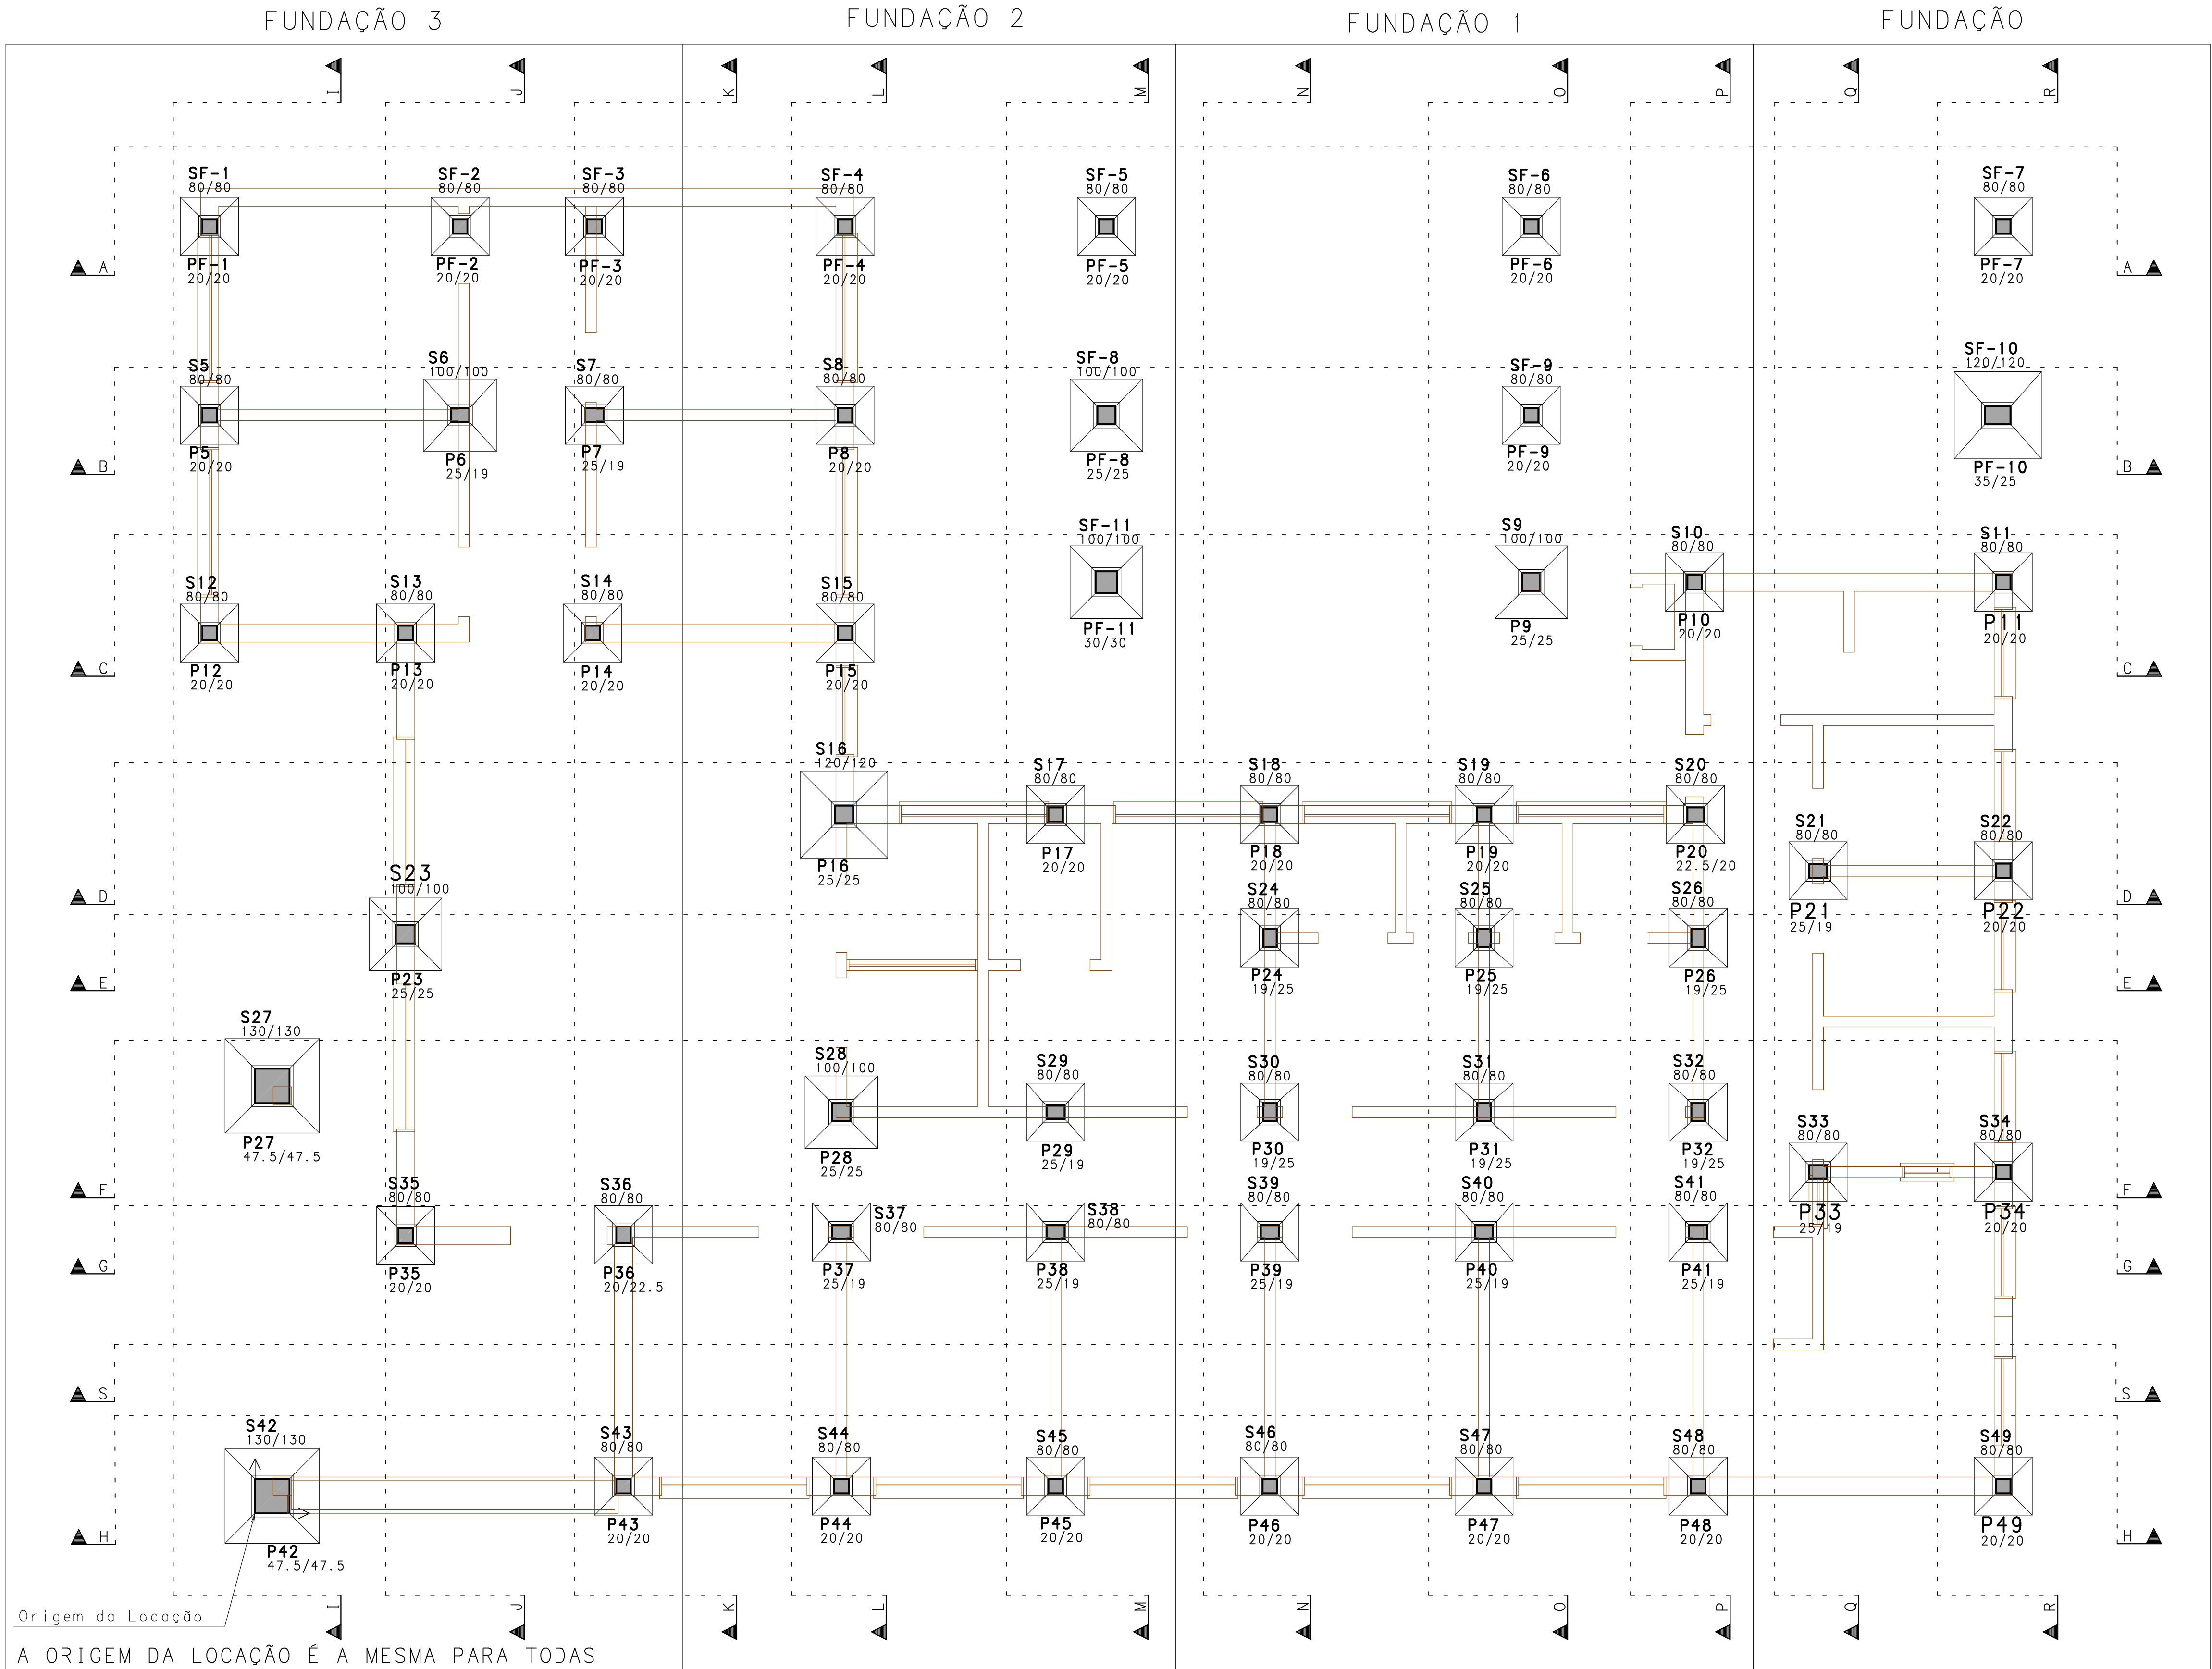 FUNDAÇÃO 3
FUNDAÇÃO 2
FUNDAÇÃO 1
FUNDAÇÃO
I
J
K
L
M
N
O
P
Q
R
SF-1
80/80
SF-2
80/80
SF-3
80/80
SF-4
80/80
SF-5
80/80
SF-6
80/80
SF-7
80/80
A
PF-1
20/20
PF-2
20/20
PF-3
20/20
PF-4
20/20
PF-5
20/20
PF-6
20/20
PF-7
20/20
A
S5
80/80
S6
100/100
S7
80/80
S8
80/80
SF-8
100/100
SF-9
80/80
SF-10
120/120
B
P5
20/20
P6
25/19
P7
25/19
P8
20/20
PF-8
25/25
PF-9
20/20
PF-10
35/25
B
S12
80/80
S13
80/80
S14
80/80
S15
80/80
SF-11
100/100
S9
100/100
S10
80/80
S11
80/80
C
P12
20/20
P13
20/20
P14
20/20
P15
20/20
PF-11
30/30
P9
25/25
P10
20/20
P11
20/20
C
S16
120/120
S17
80/80
S18
80/80
S19
80/80
S20
80/80
S21
80/80
S22
80/80
P16
25/25
P17
20/20
P18
20/20
P19
20/20
P20
22.5/20
D
S23
100/100
S24
80/80
S25
80/80
S26
80/80
P21
25/19
P22
20/20
D
E
P23
25/25
P24
19/25
P25
19/25
P26
19/25
E
S27
130/130
S28
100/100
S29
80/80
S30
80/80
S31
80/80
S32
80/80
S33
80/80
S34
80/80
P27
47.5/47.5
P28
25/25
P29
25/19
P30
19/25
P31
19/25
P32
19/25
F
P33
25/19
P34
20/20
F
S35
80/80
S36
80/80
S37
80/80
S38
80/80
S39
80/80
S40
80/80
S41
80/80
G
P35
20/20
P36
20/22.5
P37
25/19
P38
25/19
P39
25/19
P40
25/19
P41
25/19
G
S
S
S42
130/130
S43
80/80
S44
80/80
S45
80/80
S46
80/80
S47
80/80
S48
80/80
S49
80/80
H
P42
47.5/47.5
P43
20/20
P44
20/20
P45
20/20
P46
20/20
P47
20/20
P48
20/20
P49
20/20
H
I
J
K
L
M
N
O
P
Q
R
Origem da Locação
A ORIGEM DA LOCAÇÃO É A MESMA PARA TODAS